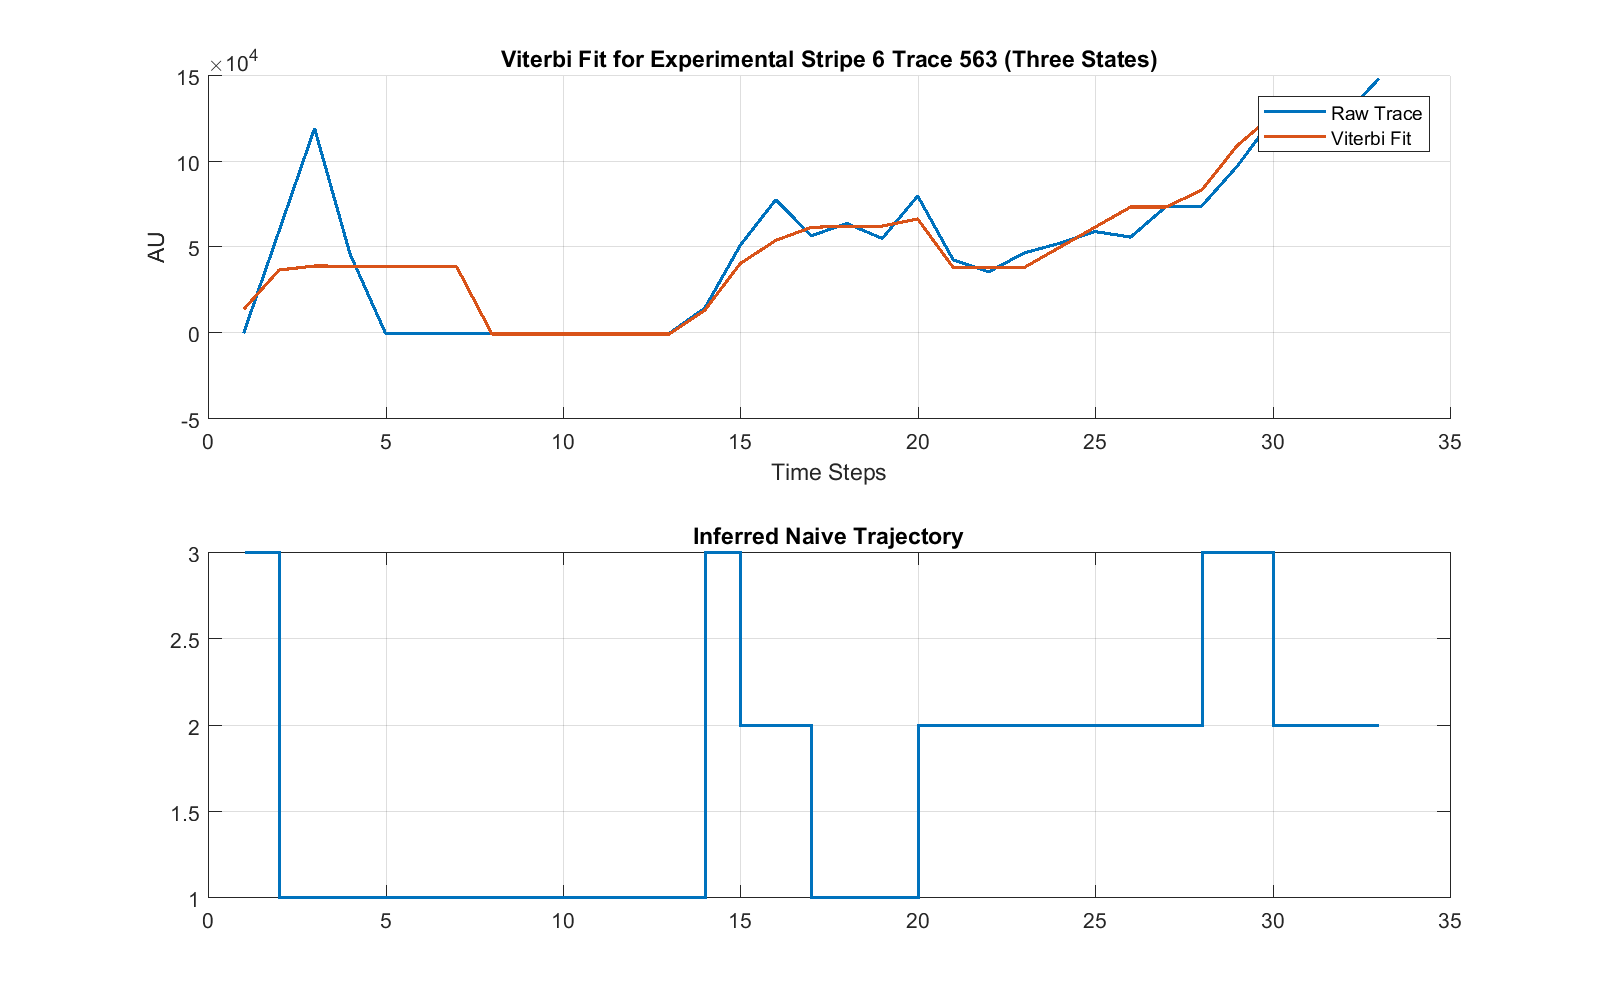 Viterbi Fit for Experimental Stripe 6 Trace 563 (Three States)
×10^4
15
10
5
0
-5
AU
Raw Trace
Viterbi Fit
0 5 10 15 20 25 30 35
Time Steps
Inferred Naive Trajectory
3
2.5
2
1.5
1
0 5 10 15 20 25 30 35